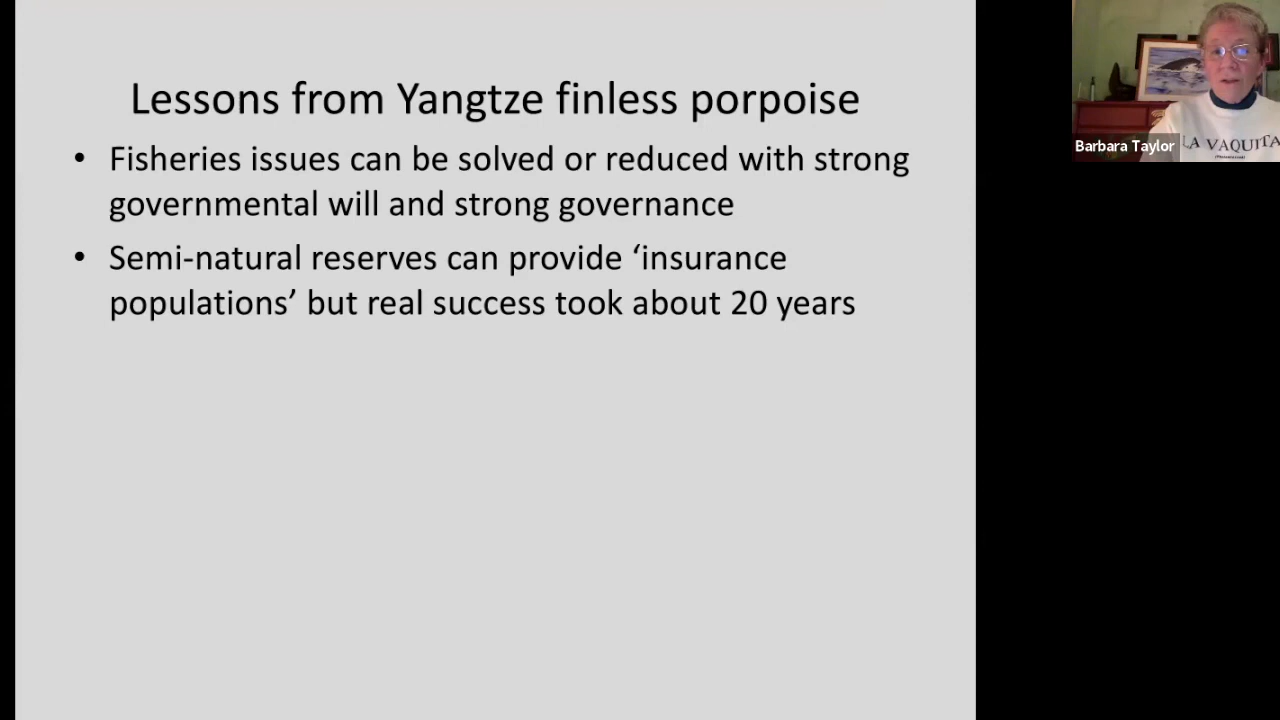 Lessons from Yangtze finless porpoise
• Fisheries issues can be solved or reduced with strong
governmental will and strong governance
• Semi-natural reserves can provide ‘insurance
populations’ but real success took about 20 years
Barbara Taylor
LA VAQUITA